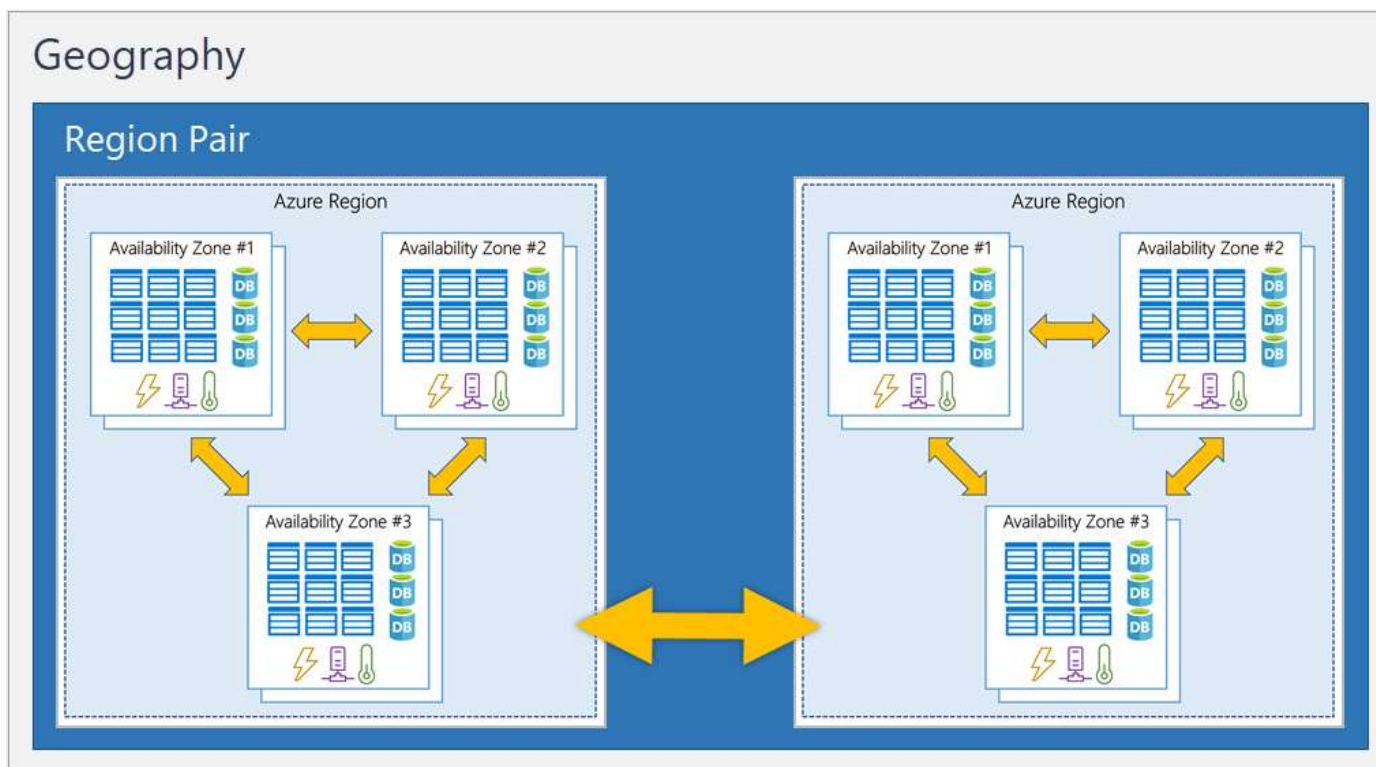 Geography
Region Pair
Azure Region
Availability Zone #1
DB
DB
DB
Availability Zone #2
DB
DB
DB
Availability Zone #3
DB
DB
DB
Azure Region
Availability Zone #1
DB
DB
DB
Availability Zone #2
DB
DB
DB
Availability Zone #3
DB
DB
DB